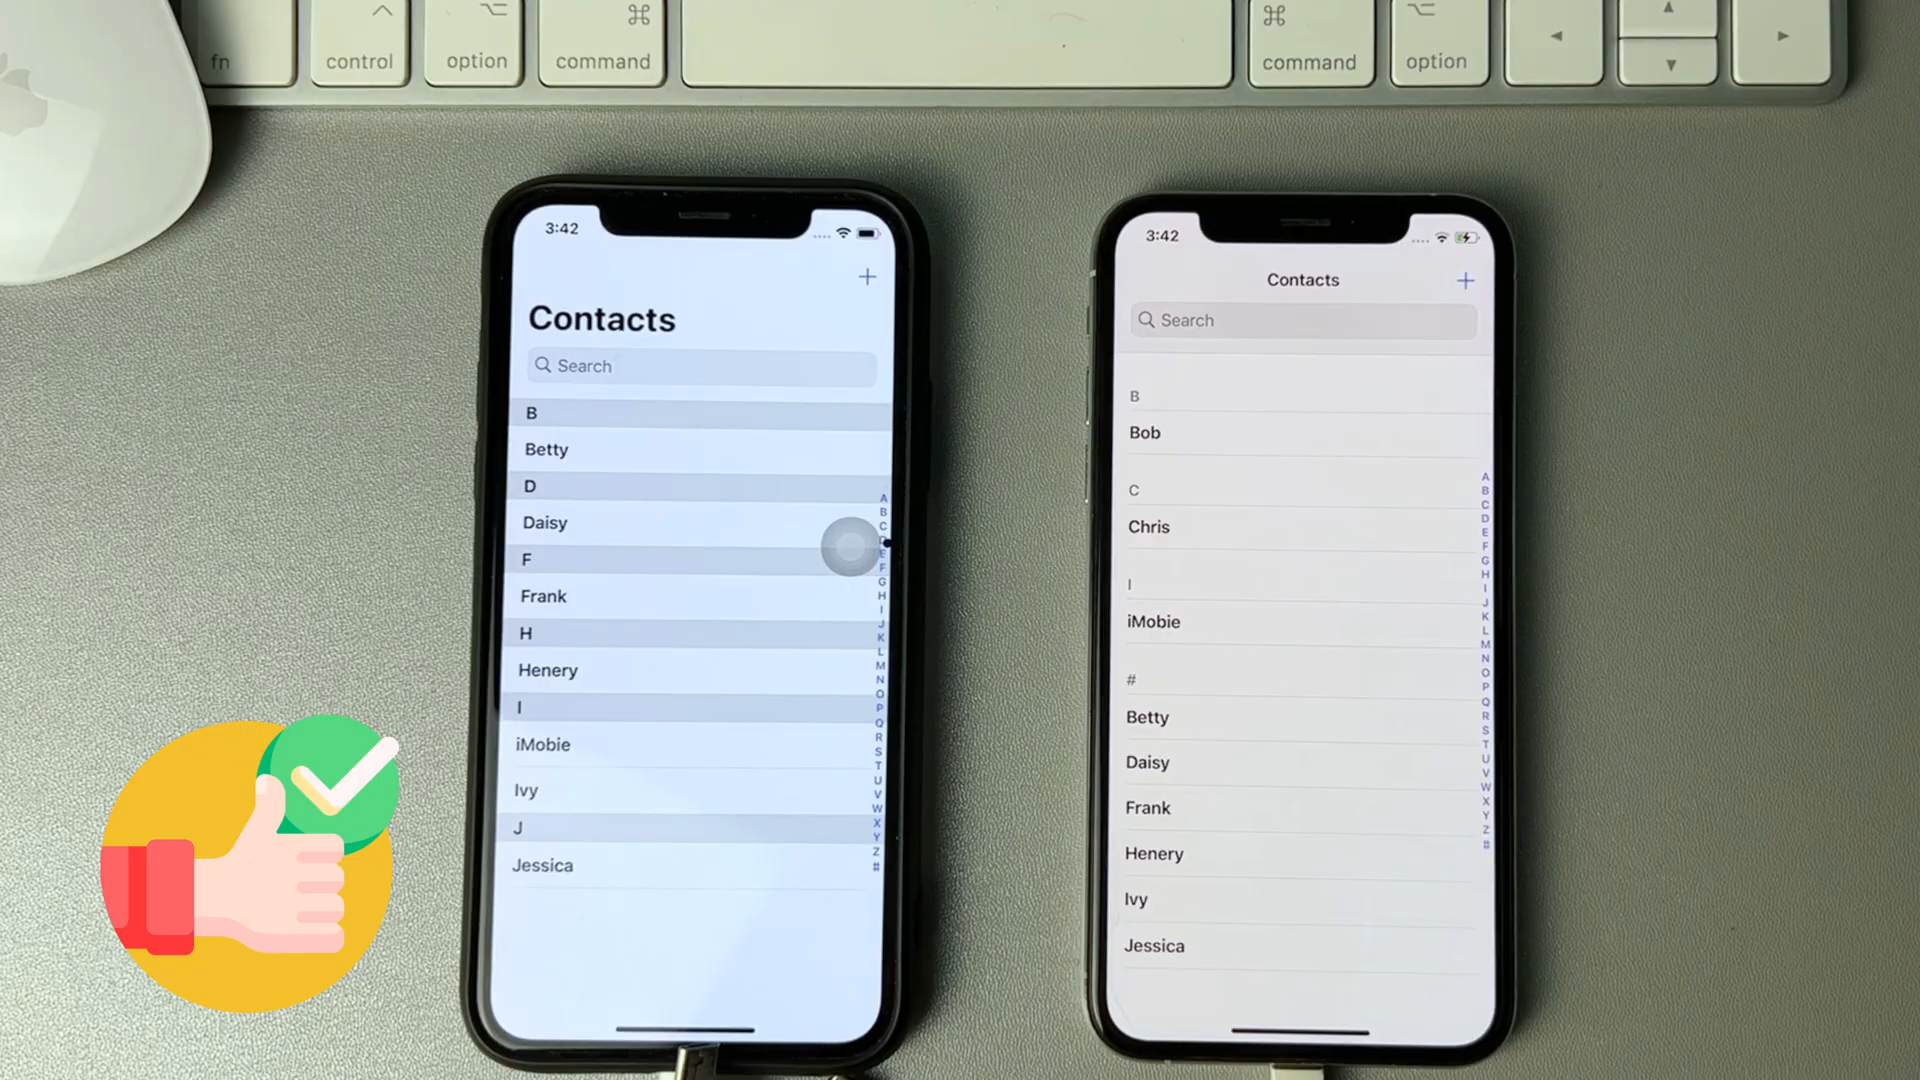 fn
control
option
command
command
option
3:42
Contacts
Search
B
Betty
D
Daisy
F
Frank
H
Henery
I
iMobie
Ivy
J
Jessica
A
B
C
D
E
F
G
H
I
J
K
L
M
N
O
P
Q
R
S
T
U
V
W
X
Y
Z
#
3:42
Contacts
Search
B
Bob
C
Chris
I
iMobie
#
Betty
Daisy
Frank
Henery
Ivy
Jessica
A
B
C
D
E
F
G
H
I
J
K
L
M
N
O
P
Q
R
S
T
U
V
W
X
Y
Z
#